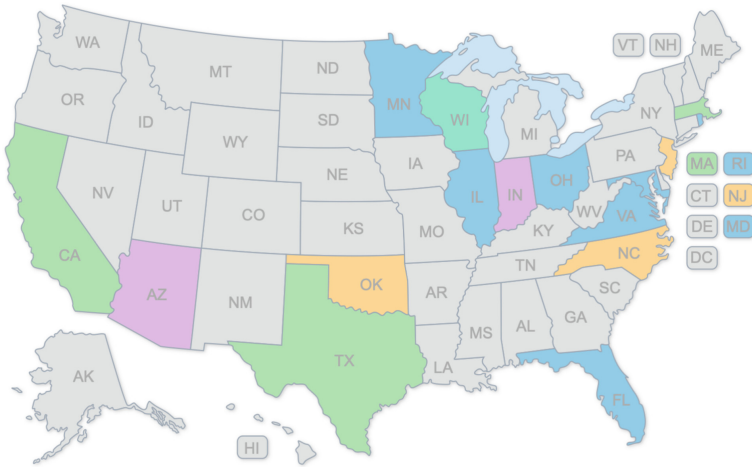 WA
MT
ND
MN
VT
NH
ME
OR
ID
SD
WI
MI
NY
WY
IA
PA
MA
RI
NE
IL
IN
OH
CT
NJ
NV
UT
CO
KS
MO
KY
WV
VA
DE
MD
CA
DC
AZ
NM
OK
AR
TN
NC
SC
MS
AL
GA
TX
LA
AK
FL
HI